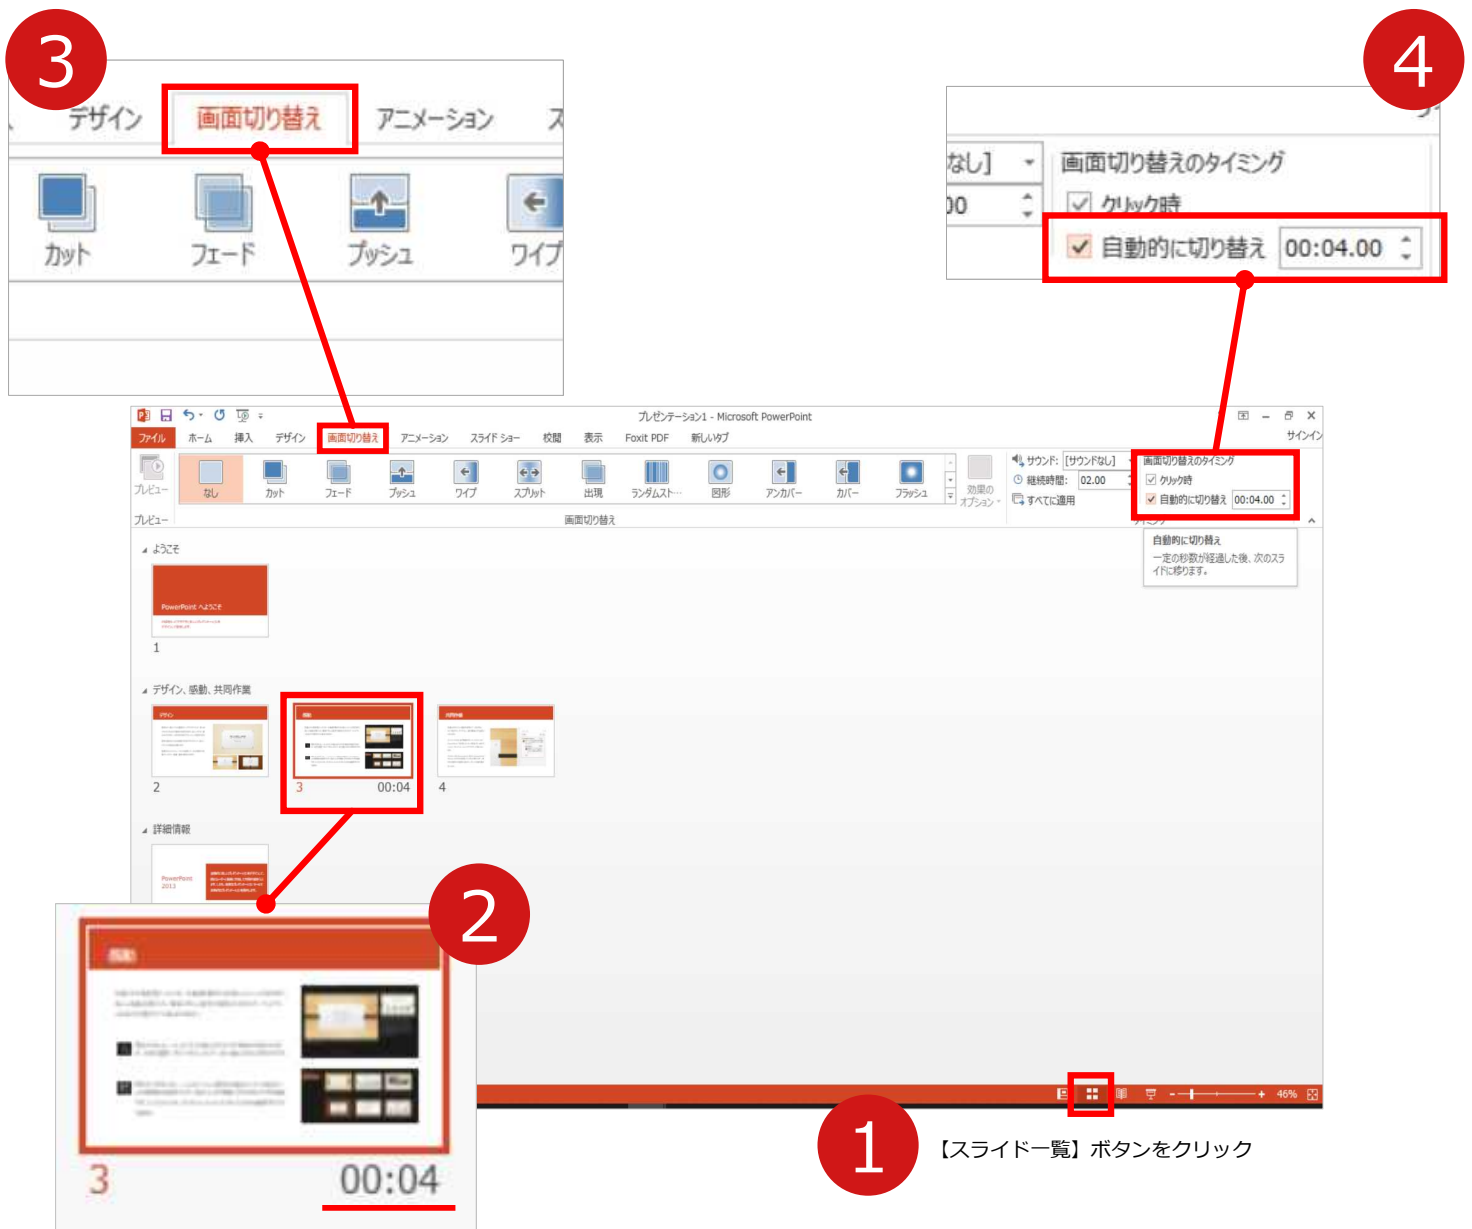 3
デザイン 画面切り替え アニメーション ス
カット フェード プッシュ ワイプ
4
なし] 画面切り替えのタイミング
00 クリック時
自動的に切り替え 00:04.00
プレゼンテーション1 - Microsoft PowerPoint
ファイル ホーム 挿入 デザイン 画面切り替え アニメーション スライド ショー 校閲 表示 Foxit PDF 新しいタブ サインイン
プレビュー なし カット フェード プッシュ ワイプ スプリット 出現 ランダムスト… 図形 アンカバー カバー フラッシュ 効果のオプション
サウンド: [サウンドなし] 画面切り替えのタイミング
継続時間: 02.00 クリック時
すべてに適用 自動的に切り替え 00:04.00
プレビュー 画面切り替え タイミング
自動的に切り替え
一定の秒数が経過した後、次のスラ
イドに移ります。
ようこそ
PowerPoint へようこそ
1
デザイン、感動、共同作業
デザイン
2
3 00:04
共同作業
4
詳細情報
PowerPoint
2013
2
3 00:04
46%
1
【スライド一覧】ボタンをクリック